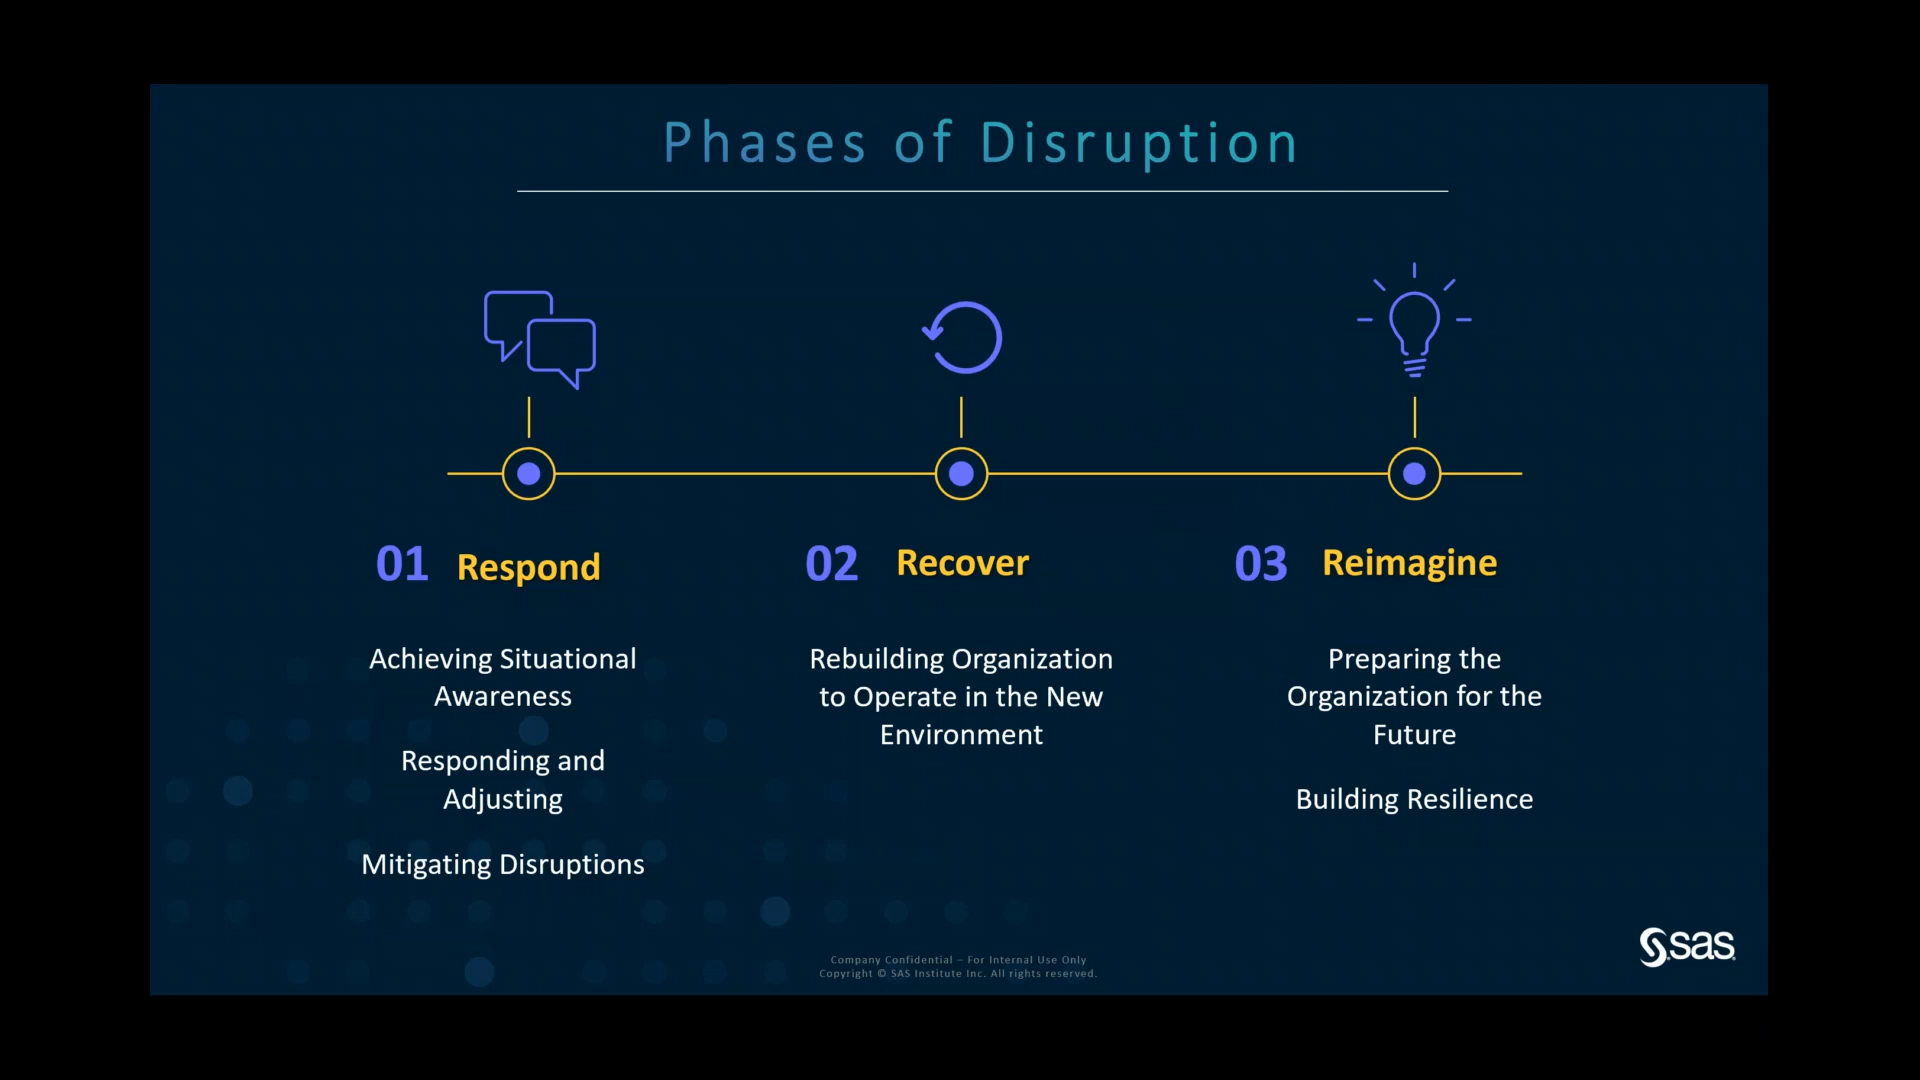 Phases of Disruption
01 Respond
Achieving Situational
Awareness
Responding and
Adjusting
Mitigating Disruptions
02 Recover
Rebuilding Organization
to Operate in the New
Environment
03 Reimagine
Preparing the
Organization for the
Future
Building Resilience
Company Confidential – For Internal Use Only
Copyright © SAS Institute Inc. All rights reserved.
sas